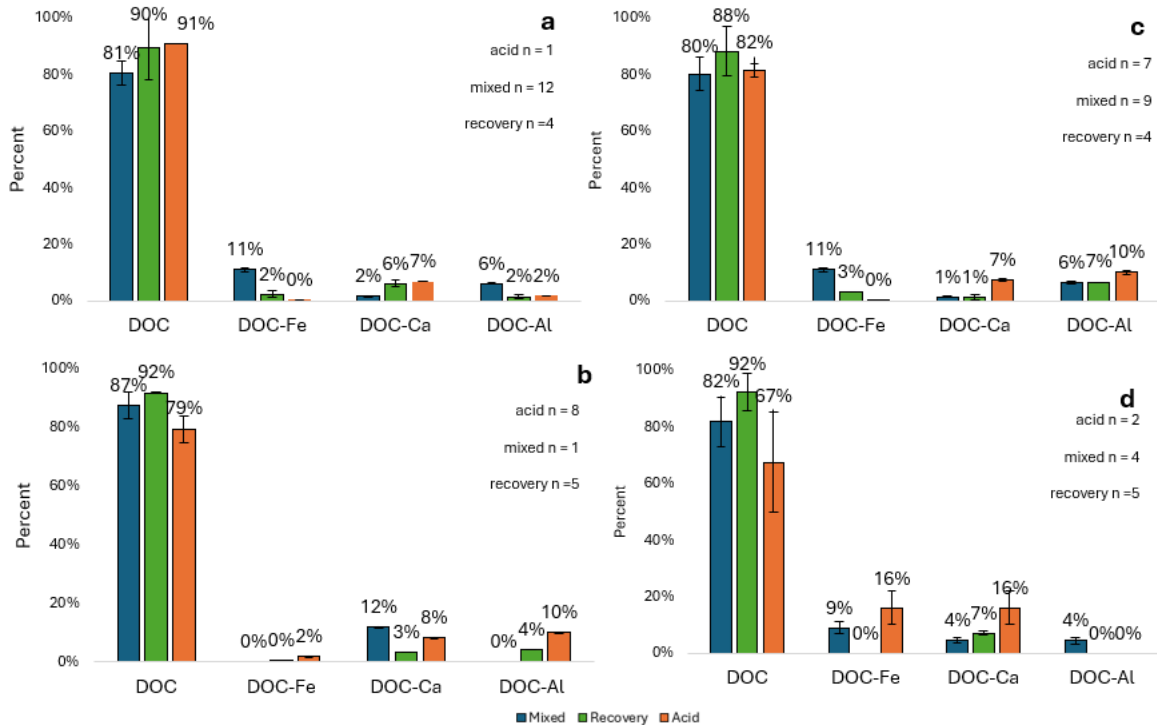 a
acid n = 1
mixed n = 12
recovery n =4
Percent
100%
80%
60%
40%
20%
0%
81%
90%
91%
11%
2%
0%
2%
6%
7%
6%
2%
2%
DOC
DOC-Fe
DOC-Ca
DOC-Al
c
acid n = 7
mixed n = 9
recovery n =4
Percent
100%
80%
60%
40%
20%
0%
80%
88%
82%
11%
3%
0%
1%
1%
7%
6%
7%
10%
DOC
DOC-Fe
DOC-Ca
DOC-Al
b
acid n = 8
mixed n = 1
recovery n =5
Percent
100%
80%
60%
40%
20%
0%
87%
92%
79%
0%
0%
2%
12%
3%
8%
0%
4%
10%
DOC
DOC-Fe
DOC-Ca
DOC-Al
d
acid n = 2
mixed n = 4
recovery n =5
Percent
100%
80%
60%
40%
20%
0%
82%
92%
67%
9%
0%
16%
4%
7%
16%
4%
0%
0%
DOC
DOC-Fe
DOC-Ca
DOC-Al
Mixed Recovery Acid